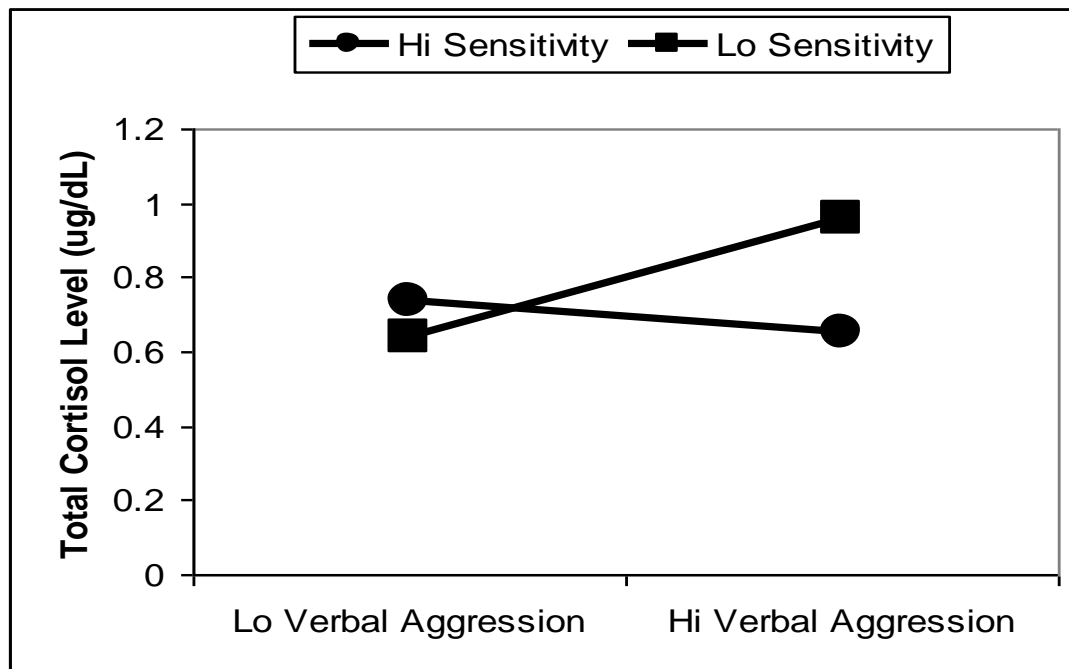 Hi Sensitivity Lo Sensitivity
Total Cortisol Level (ug/dL)
1.2
1
0.8
0.6
0.4
0.2
0
Lo Verbal Aggression Hi Verbal Aggression